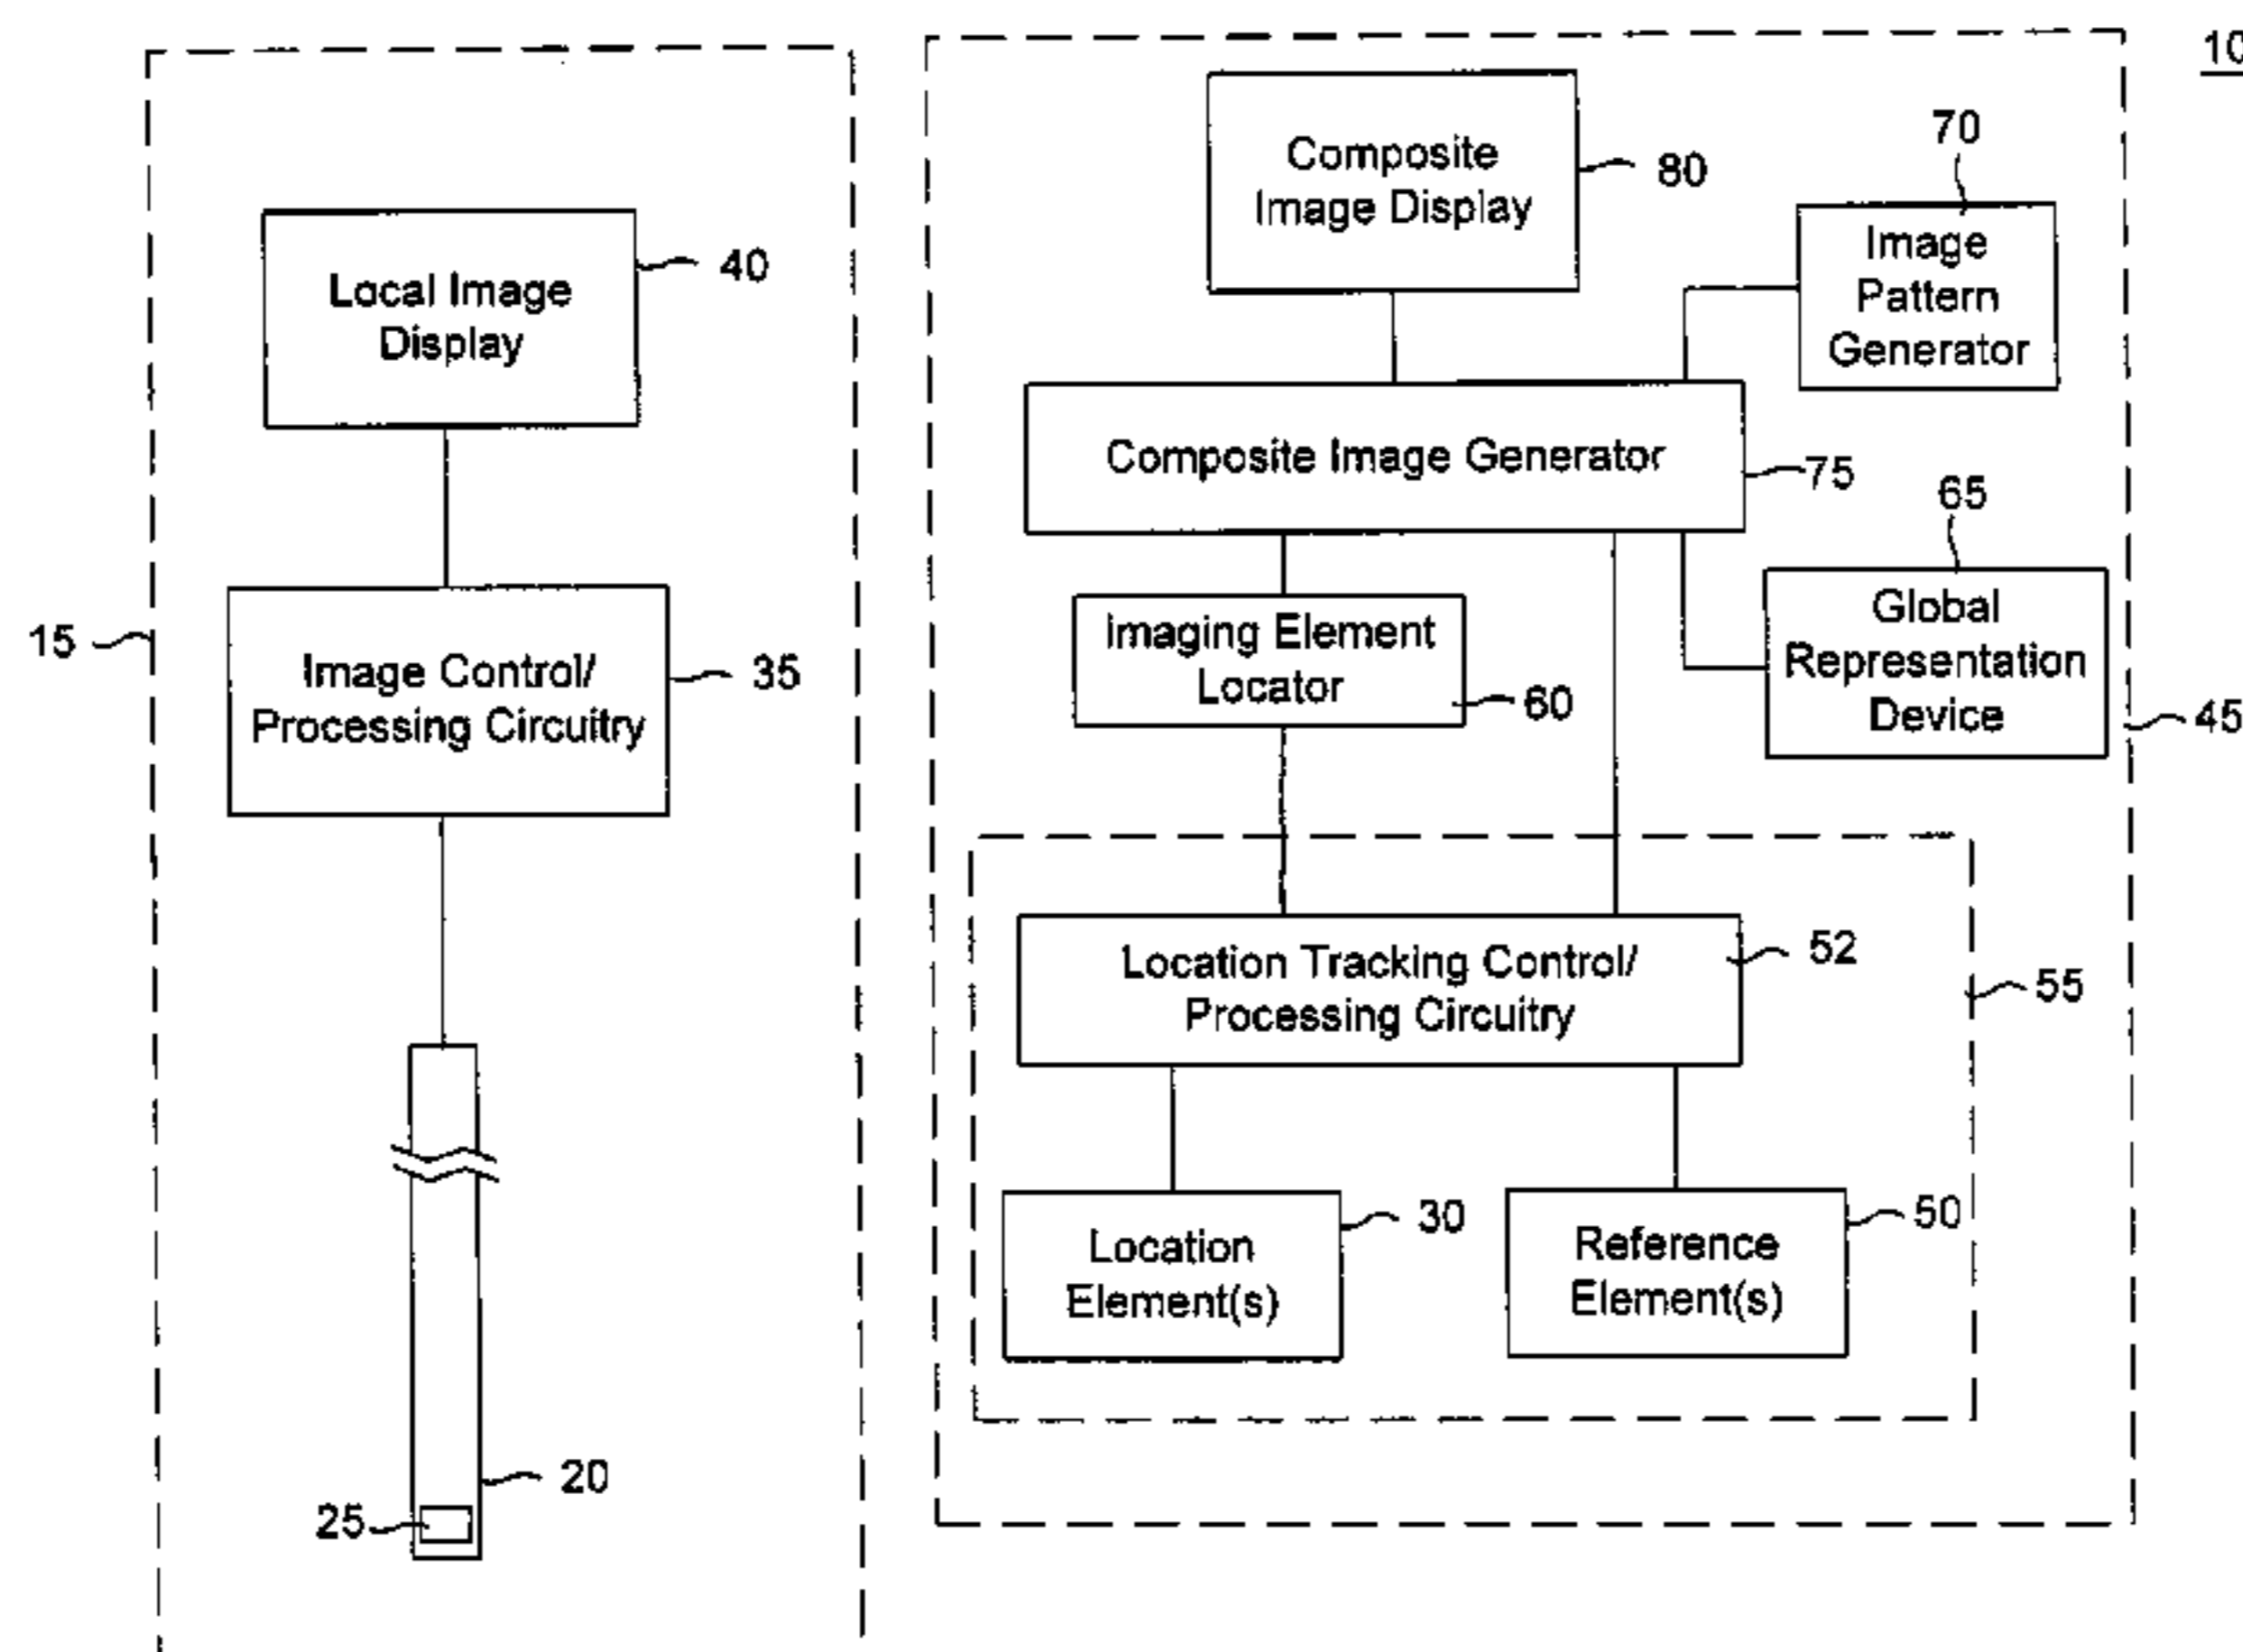 10
Local Image
Display
40
15
Image Control/
Processing Circuitry
35
20
25
Composite
Image Display
80
70
Image
Pattern
Generator
Composite Image Generator
75
65
Global
Representation
Device
45
Imaging Element
Locator
60
Location Tracking Control/
Processing Circuitry
52
55
Location
Element(s)
30
Reference
Element(s)
50